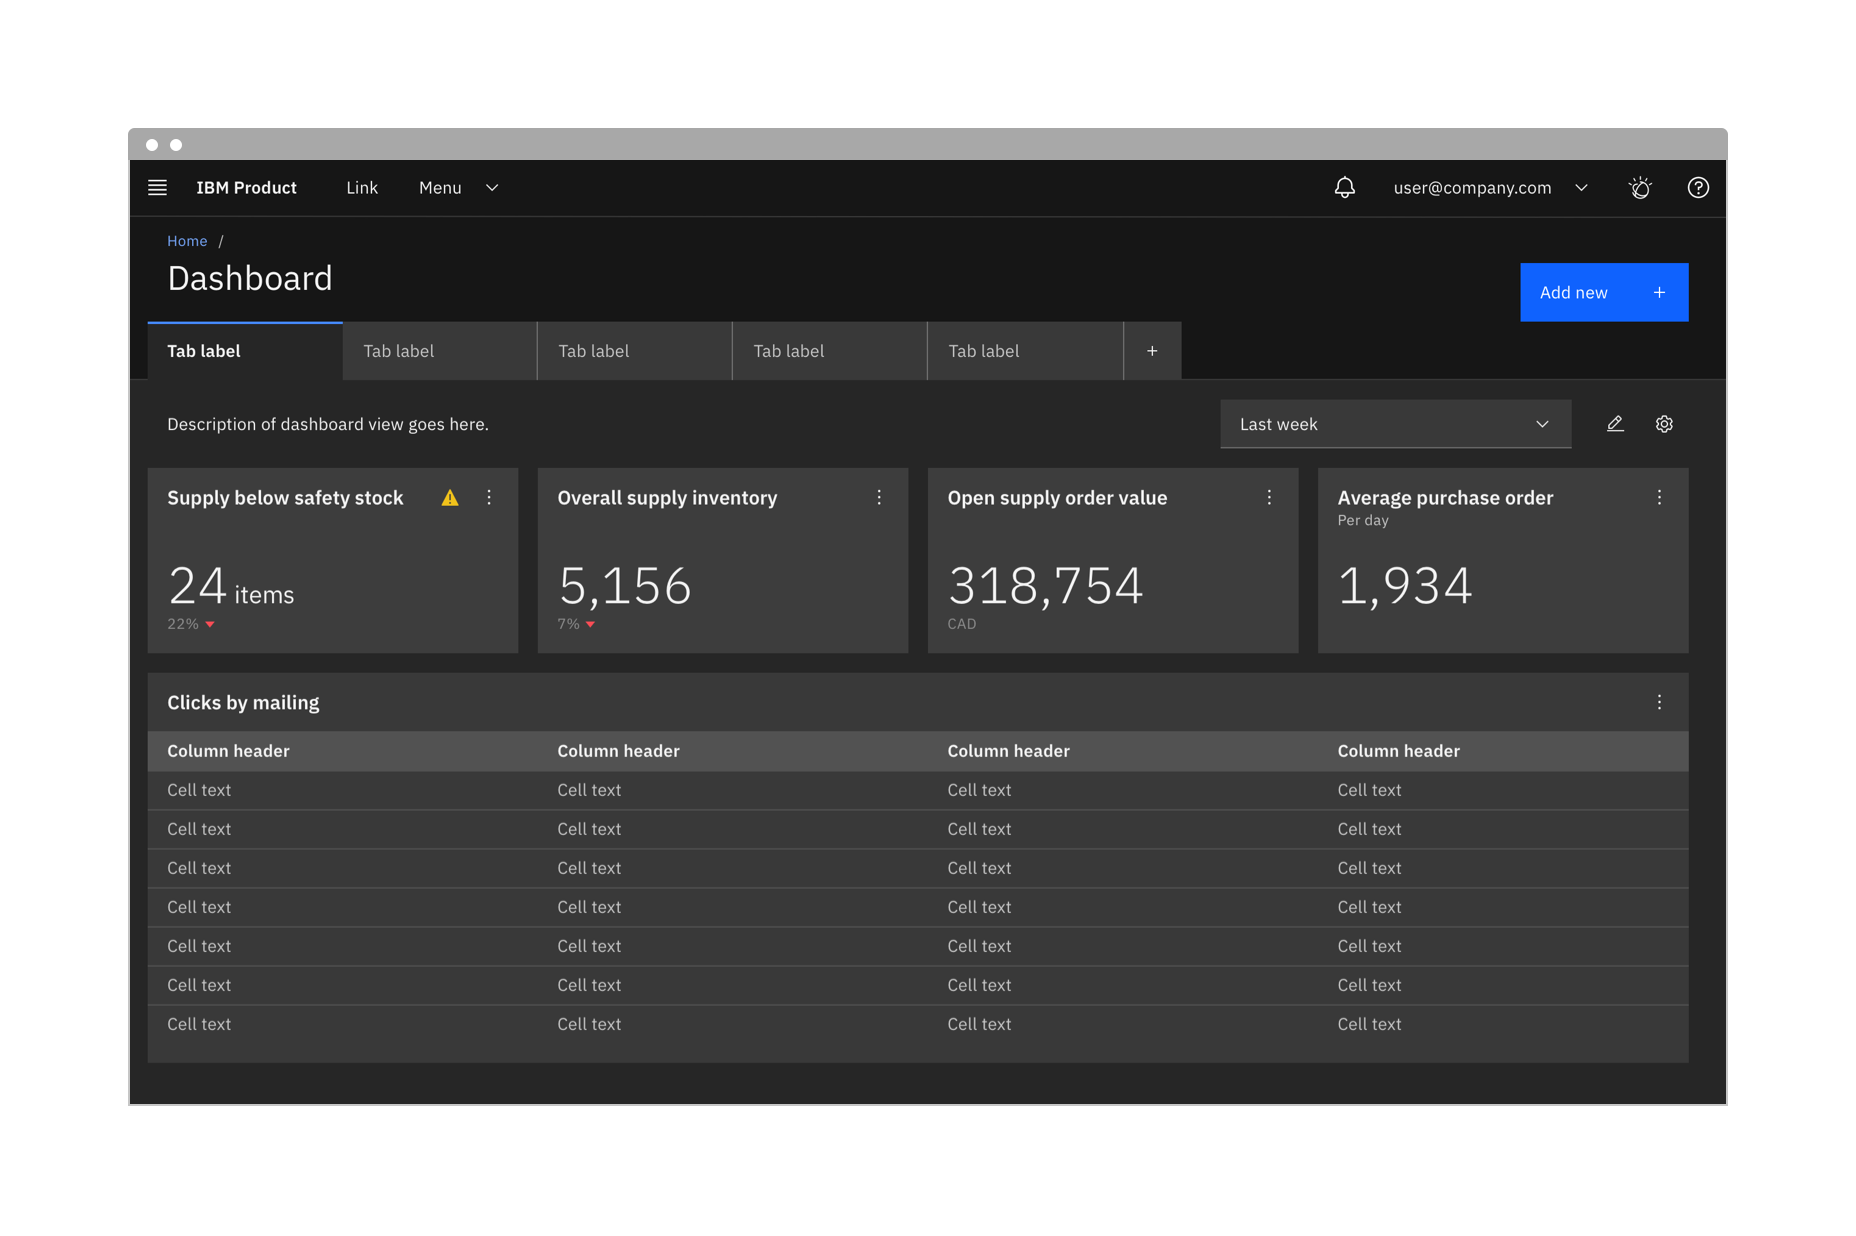 IBM Product Link Menu user@company.com
Home /
Dashboard
Add new +
Tab label Tab label Tab label Tab label Tab label +
Description of dashboard view goes here. Last week
Supply below safety stock
24 items
22%
Overall supply inventory
5,156
7%
Open supply order value
318,754
CAD
Average purchase order
Per day
1,934
Clicks by mailing
Column header Column header Column header Column header
Cell text Cell text Cell text Cell text
Cell text Cell text Cell text Cell text
Cell text Cell text Cell text Cell text
Cell text Cell text Cell text Cell text
Cell text Cell text Cell text Cell text
Cell text Cell text Cell text Cell text
Cell text Cell text Cell text Cell text